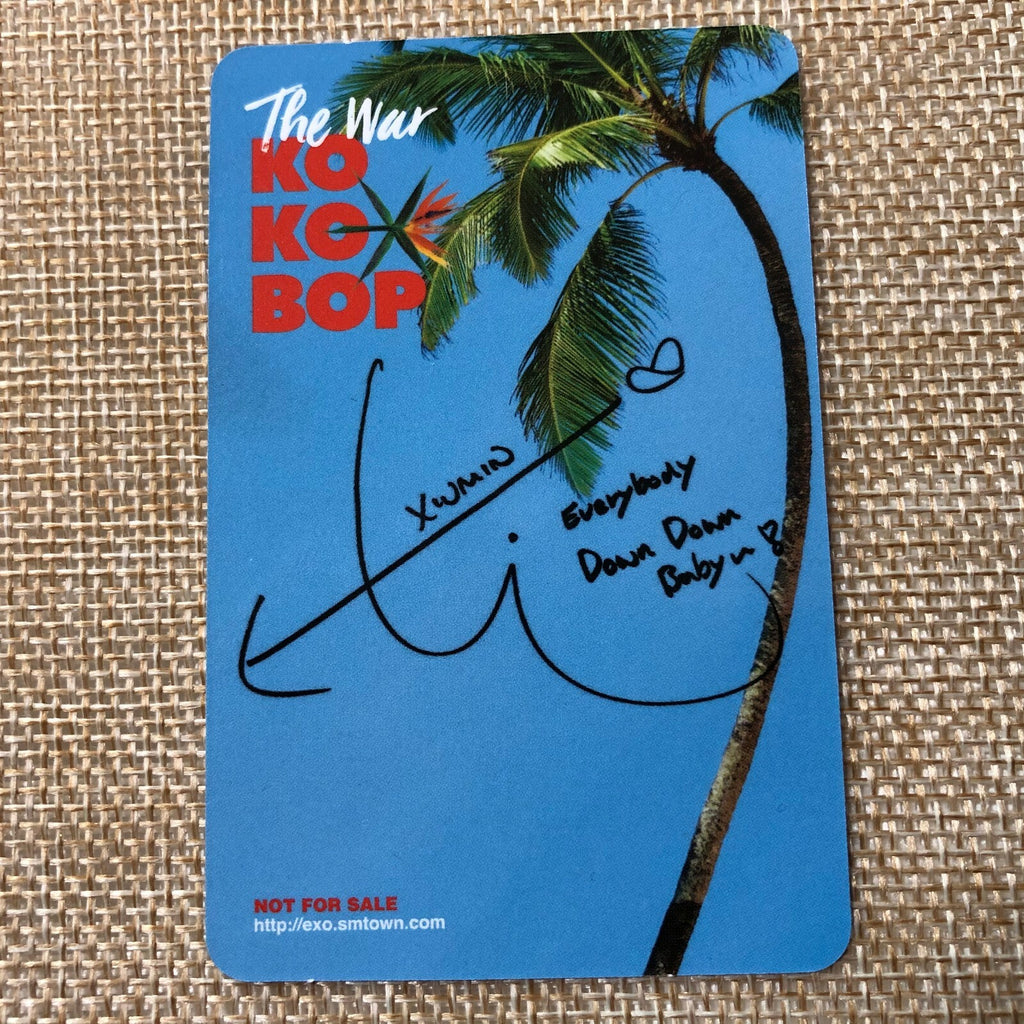 The War
KO
KO
BOP
XIUMIN
Everybody
Down Down
Baby
NOT FOR SALE
http://exo.smtown.com